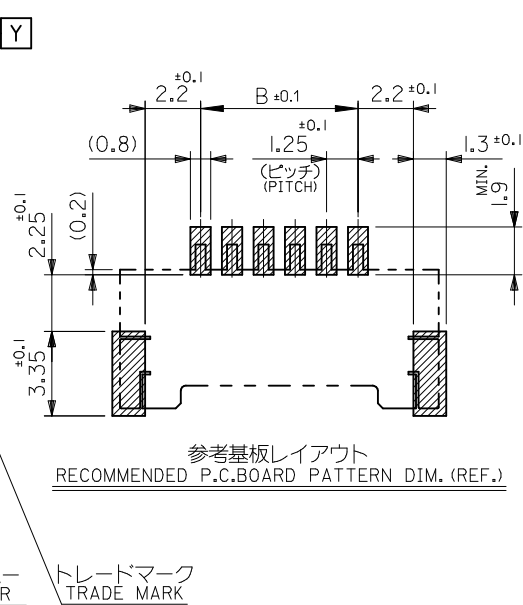 Y
2.2 ±0.1
B ±0.1
2.2 ±0.1
(0.8)
1.25 ±0.1
(ピッチ)
(PITCH)
1.3 ±0.1
MIN.
1.9
2.25 ±0.1
(0.2)
3.35 ±0.1
参考基板レイアウト
RECOMMENDED P.C.BOARD PATTERN DIM. (REF.)
ー
R
トレードマーク
TRADE MARK